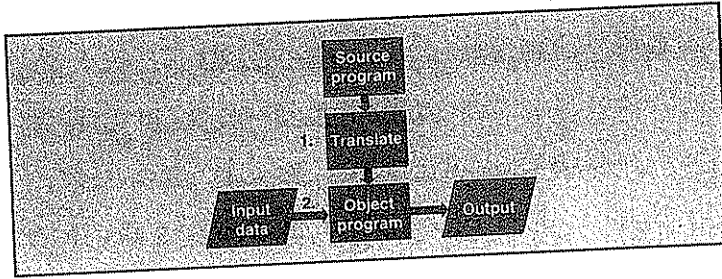 Source
program
1. Translate
Input
data
2.
Object
program
Output